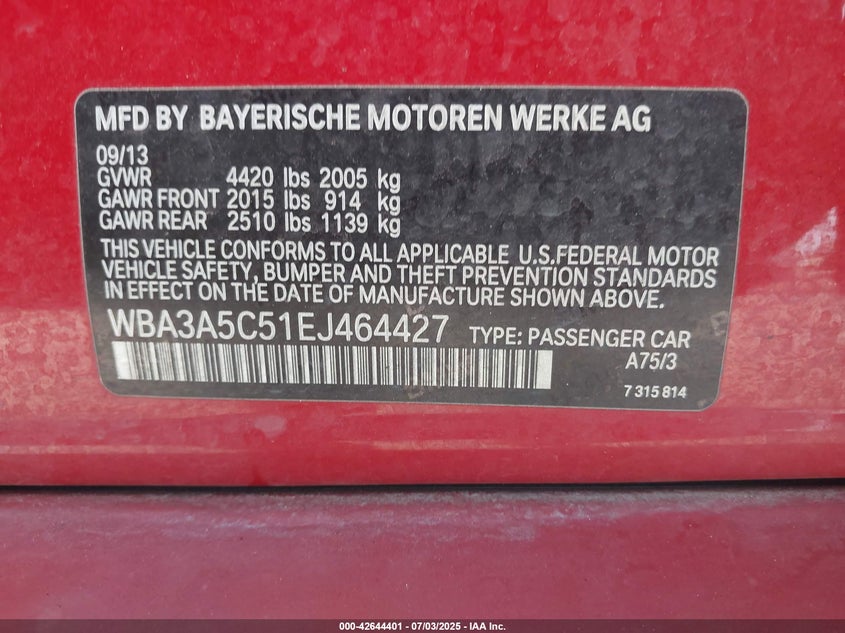 MFD BY BAYERISCHE MOTOREN WERKE AG
09/13
GVWR 4420 lbs 2005 kg
GAWR FRONT 2015 lbs 914 kg
GAWR REAR 2510 lbs 1139 kg
THIS VEHICLE CONFORMS TO ALL APPLICABLE U.S.FEDERAL MOTOR
VEHICLE SAFETY, BUMPER AND THEFT PREVENTION STANDARDS
IN EFFECT ON THE DATE OF MANUFACTURE SHOWN ABOVE.
WBA3A5C51EJ464427 TYPE: PASSENGER CAR
A75/3
7 315 814
000-42644401 - 07/03/2025 - IAA Inc.